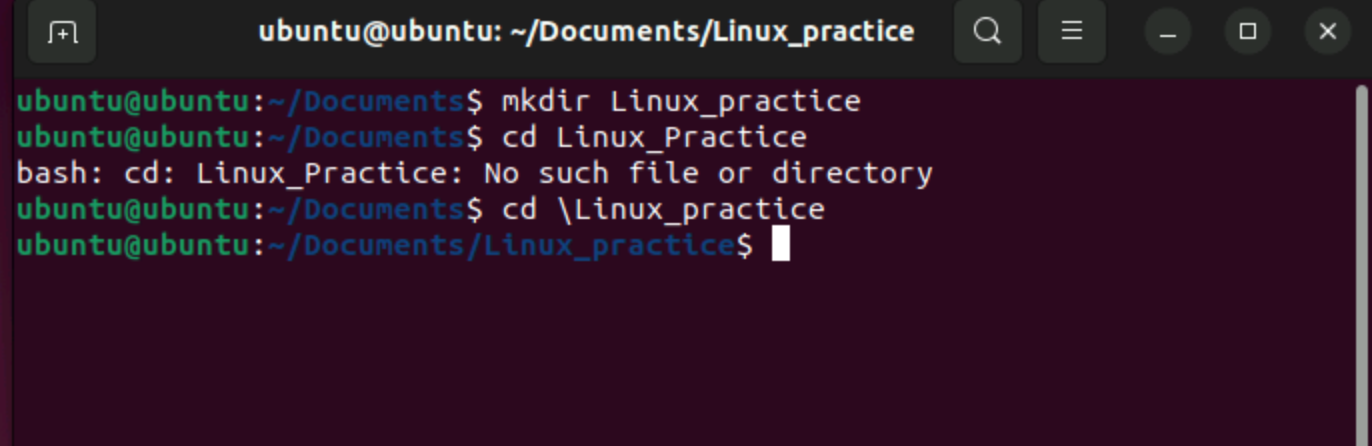 ubuntu@ubuntu: ~/Documents/Linux_practice
ubuntu@ubuntu:~/Documents$ mkdir Linux_practice
ubuntu@ubuntu:~/Documents$ cd Linux_Practice
bash: cd: Linux_Practice: No such file or directory
ubuntu@ubuntu:~/Documents$ cd \Linux_practice
ubuntu@ubuntu:~/Documents/Linux_practice$